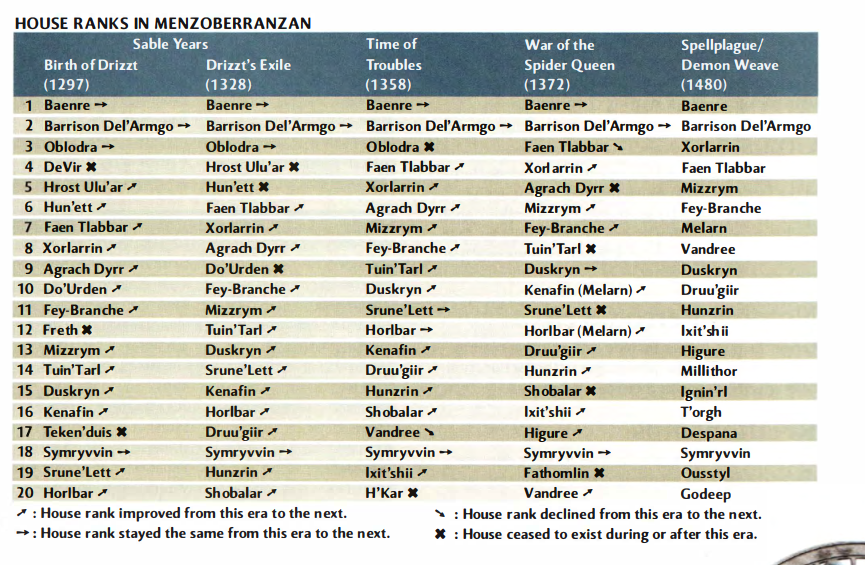 HOUSE RANKS IN MENZOBERRANZAN
Sable Years Time of War of the Spellplague/
Birth of Drizzt Drizzt's Exile Troubles Spider Queen Demon Weave
(1297) (1328) (1358) (1372) (1480)
1 Baenre → Baenre → Baenre → Baenre → Baenre
2 Barrison Del'Armgo → Barrison Del'Armgo → Barrison Del'Armgo → Barrison Del'Armgo → Barrison Del'Armgo
3 Oblodra → Oblodra → Oblodra ✖ Faen Tlabbar ➘ Xorlarrin
4 DeVir ✖ Hrost Ulu'ar ✖ Faen Tlabbar ➚ Xorlarrin ➚ Faen Tlabbar
5 Hrost Ulu'ar ➚ Hun'ett ✖ Xorlarrin ➚ Agrach Dyrr ✖ Mizzrym
6 Hun'ett ➚ Faen Tlabbar ➚ Agrach Dyrr ➚ Mizzrym ➚ Fey-Branche
7 Faen Tlabbar ➚ Xorlarrin ➚ Mizzrym ➚ Fey-Branche ➚ Melarn
8 Xorlarrin ➚ Agrach Dyrr ➚ Fey-Branche ➚ Tuin'Tarl ✖ Vandree
9 Agrach Dyrr ➚ Do'Urden ✖ Tuin'Tarl ➚ Duskryn → Duskryn
10 Do'Urden ➚ Fey-Branche ➚ Duskryn ➚ Kenafin (Melarn) ➚ Druu'giir
11 Fey-Branche ➚ Mizzrym ➚ Srune'Lett → Srune'Lett ✖ Hunzrin
12 Freth ✖ Tuin'Tarl ➚ Horlbar → Horlbar (Melarn) ➚ Ixit'shii
13 Mizzrym ➚ Duskryn ➚ Kenafin ➚ Druu'giir ➚ Higure
14 Tuin'Tarl ➚ Srune'Lett ➚ Druu'giir ➚ Hunzrin ➚ Millithor
15 Duskryn ➚ Kenafin ➚ Hunzrin ➚ Shobalar ✖ Ignin'rl
16 Kenafin ➚ Horlbar ➚ Shobalar ➚ Ixit'shii ➚ T'orgh
17 Teken'duis ✖ Druu'giir ➚ Vandree ➘ Higure ➚ Despana
18 Symryvvin → Symryvvin → Symryvvin → Symryvvin → Symryvvin
19 Srune'Lett ➚ Hunzrin ➚ Ixit'shii ➚ Fathomlin ✖ Ousstyl
20 Horlbar ➚ Shobalar ➚ H'Kar ✖ Vandree ➚ Godeep
➚ : House rank improved from this era to the next. ➘ : House rank declined from this era to the next.
→ : House rank stayed the same from this era to the next. ✖ : House ceased to exist during or after this era.